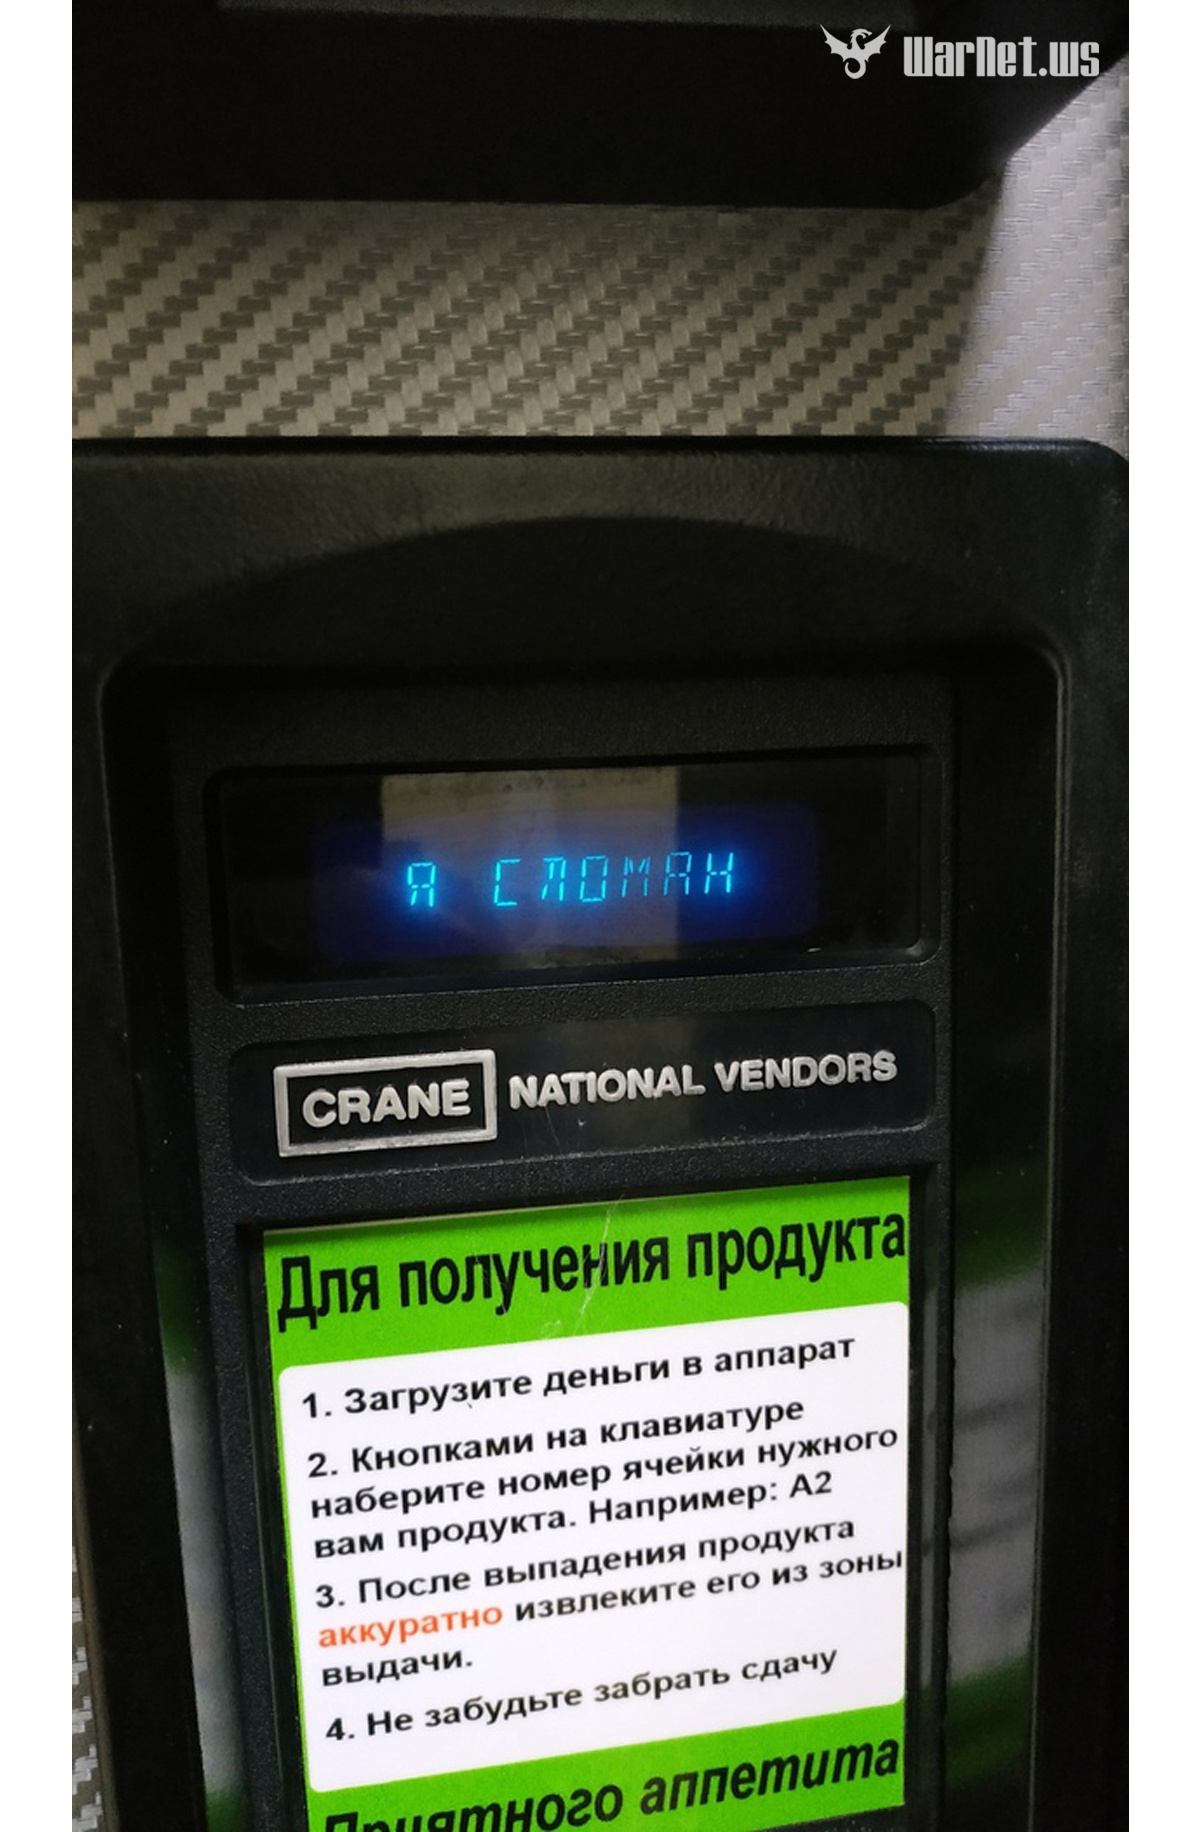 WarNet.ws
Я СЛОМАН
CRANE NATIONAL VENDORS
Для получения продукта
1. Загрузите деньги в аппарат
2. Кнопками на клавиатуре
наберите номер ячейки нужного
вам продукта. Например: А2
3. После выпадения продукта
аккуратно извлеките его из зоны
выдачи.
4. Не забудьте забрать сдачу
Приятного аппетита